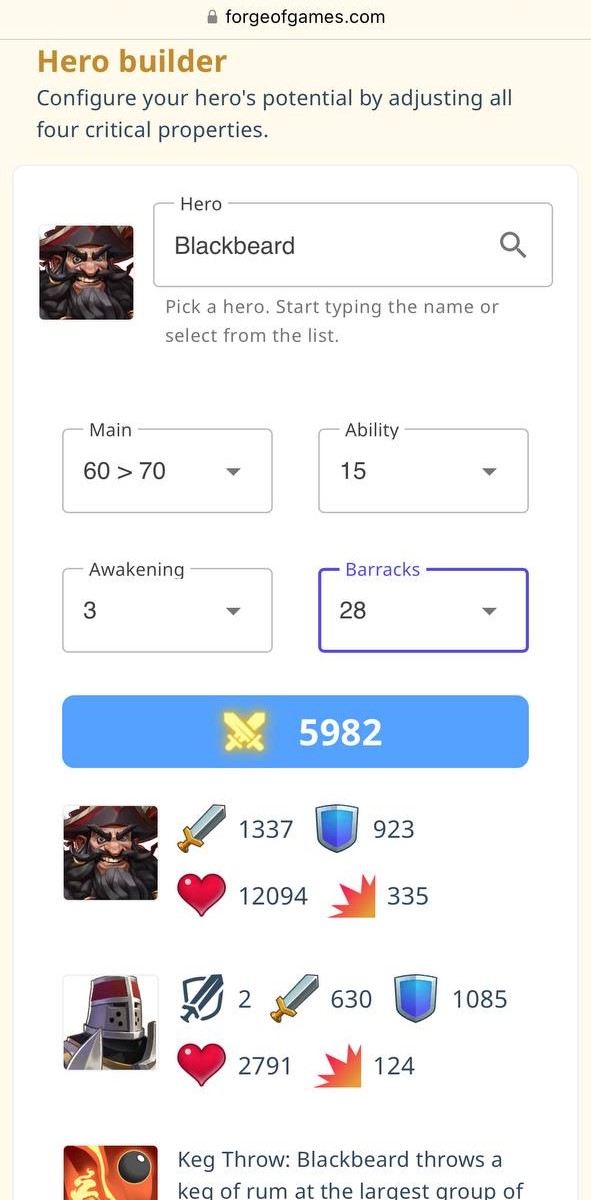 forgeofgames.com
Hero builder
Configure your hero's potential by adjusting all
four critical properties.
Hero
Blackbeard
Pick a hero. Start typing the name or
select from the list.
Main
60 > 70
Ability
15
Awakening
3
Barracks
28
5982
1337 923
12094 335
2 630 1085
2791 124
Keg Throw: Blackbeard throws a
keg of rum at the largest group of